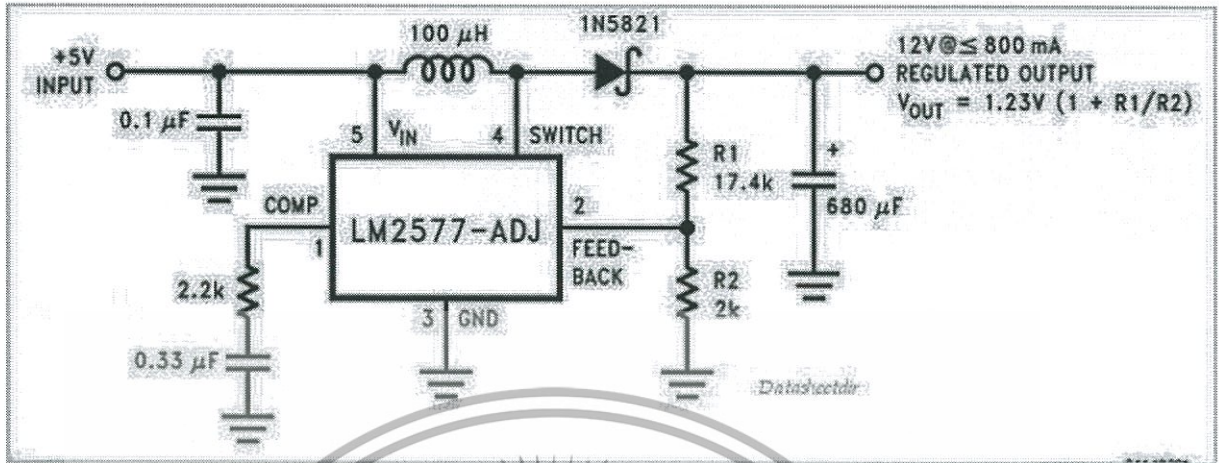 100 μH
1N5821
+5V
INPUT
12V@≤ 800 mA
REGULATED OUTPUT
VOUT = 1.23V (1 + R1/R2)
0.1 μF
5
VIN
4
SWITCH
R1
17.4k
+
680 μF
COMP
1
LM2577-ADJ
2
FEED-
BACK
2.2k
R2
2k
3
GND
0.33 μF
Datasheetdir